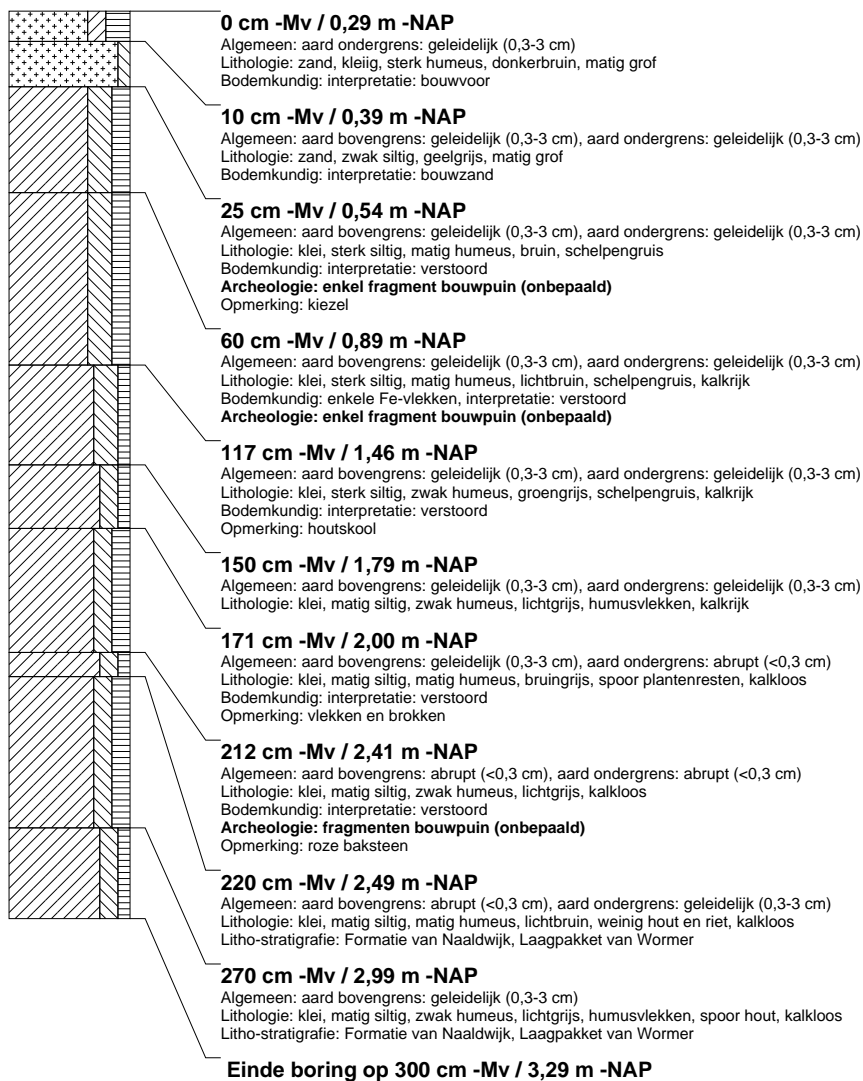 0 cm -Mv / 0,29 m -NAP
Algemeen: aard ondergrens: geleidelijk (0,3-3 cm)
Lithologie: zand, kleiig, sterk humeus, donkerbruin, matig grof
Bodemkundig: interpretatie: bouwvoor
10 cm -Mv / 0,39 m -NAP
Algemeen: aard bovengrens: geleidelijk (0,3-3 cm), aard ondergrens: geleidelijk (0,3-3 cm)
Lithologie: zand, zwak siltig, geelgrijs, matig grof
Bodemkundig: interpretatie: bouwzand
25 cm -Mv / 0,54 m -NAP
Algemeen: aard bovengrens: geleidelijk (0,3-3 cm), aard ondergrens: geleidelijk (0,3-3 cm)
Lithologie: klei, sterk siltig, matig humeus, bruin, schelpengruis
Bodemkundig: interpretatie: verstoord
Archeologie: enkel fragment bouwpuin (onbepaald)
Opmerking: kiezel
60 cm -Mv / 0,89 m -NAP
Algemeen: aard bovengrens: geleidelijk (0,3-3 cm), aard ondergrens: geleidelijk (0,3-3 cm)
Lithologie: klei, sterk siltig, matig humeus, lichtbruin, schelpengruis, kalkrijk
Bodemkundig: enkele Fe-vlekken, interpretatie: verstoord
Archeologie: enkel fragment bouwpuin (onbepaald)
117 cm -Mv / 1,46 m -NAP
Algemeen: aard bovengrens: geleidelijk (0,3-3 cm), aard ondergrens: geleidelijk (0,3-3 cm)
Lithologie: klei, sterk siltig, zwak humeus, groengrijs, schelpengruis, kalkrijk
Bodemkundig: interpretatie: verstoord
Opmerking: houtskool
150 cm -Mv / 1,79 m -NAP
Algemeen: aard bovengrens: geleidelijk (0,3-3 cm), aard ondergrens: geleidelijk (0,3-3 cm)
Lithologie: klei, matig siltig, zwak humeus, lichtgrijs, humusvlekken, kalkrijk
171 cm -Mv / 2,00 m -NAP
Algemeen: aard bovengrens: geleidelijk (0,3-3 cm), aard ondergrens: abrupt (<0,3 cm)
Lithologie: klei, matig siltig, matig humeus, bruingrijs, spoor plantenresten, kalkloos
Bodemkundig: interpretatie: verstoord
Opmerking: vlekken en brokken
212 cm -Mv / 2,41 m -NAP
Algemeen: aard bovengrens: abrupt (<0,3 cm), aard ondergrens: abrupt (<0,3 cm)
Lithologie: klei, matig siltig, zwak humeus, lichtgrijs, kalkloos
Bodemkundig: interpretatie: verstoord
Archeologie: fragmenten bouwpuin (onbepaald)
Opmerking: roze baksteen
220 cm -Mv / 2,49 m -NAP
Algemeen: aard bovengrens: abrupt (<0,3 cm), aard ondergrens: geleidelijk (0,3-3 cm)
Lithologie: klei, matig siltig, matig humeus, lichtbruin, weinig hout en riet, kalkloos
Litho-stratigrafie: Formatie van Naaldwijk, Laagpakket van Wormer
270 cm -Mv / 2,99 m -NAP
Algemeen: aard bovengrens: geleidelijk (0,3-3 cm)
Lithologie: klei, matig siltig, zwak humeus, lichtgrijs, humusvlekken, spoor hout, kalkloos
Litho-stratigrafie: Formatie van Naaldwijk, Laagpakket van Wormer
Einde boring op 300 cm -Mv / 3,29 m -NAP